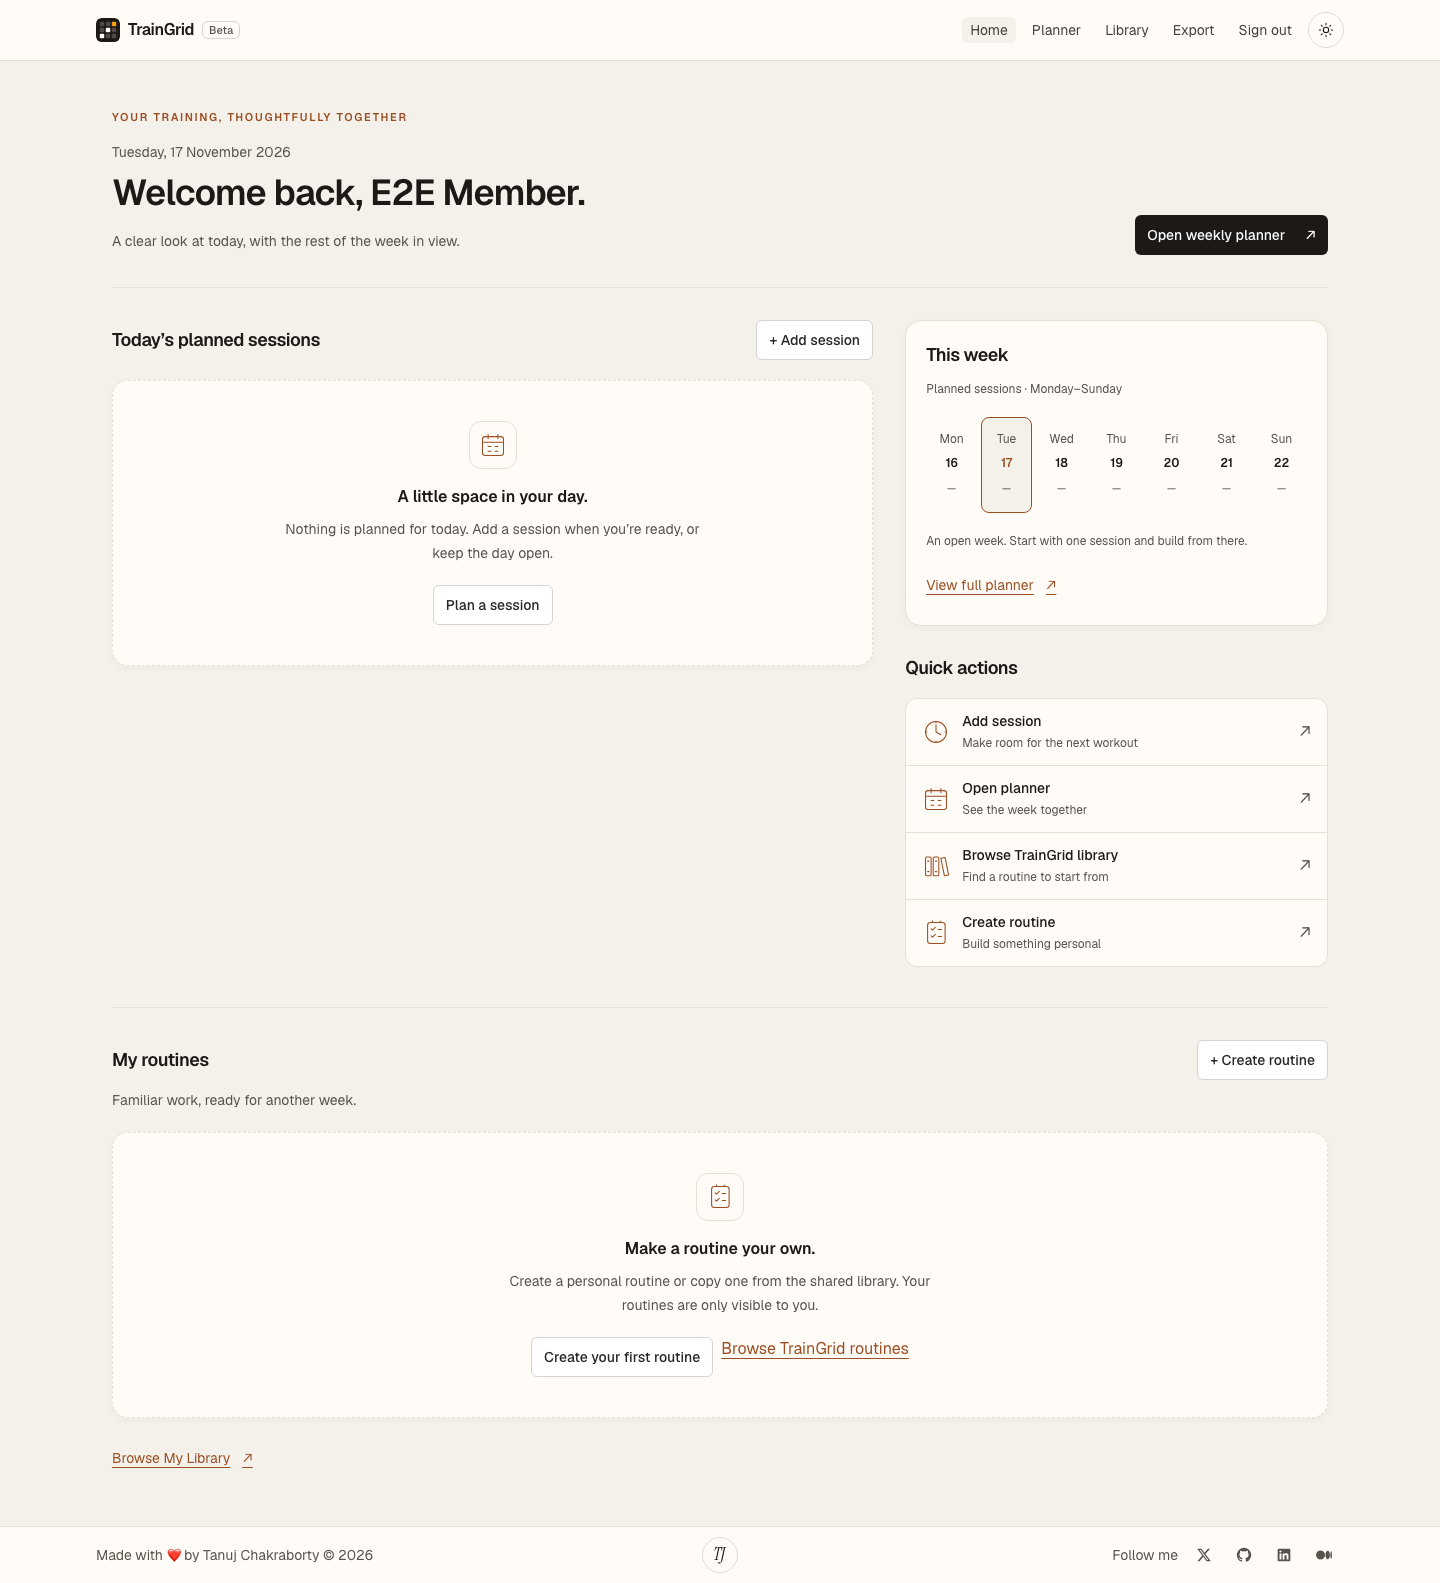 TrainGrid Beta
Home Planner Library Export Sign out
YOUR TRAINING, THOUGHTFULLY TOGETHER
Tuesday, 17 November 2026
Welcome back, E2E Member.
A clear look at today, with the rest of the week in view.
Open weekly planner ↗
Today’s planned sessions
+ Add session
A little space in your day.
Nothing is planned for today. Add a session when you’re ready, or
keep the day open.
Plan a session
This week
Planned sessions · Monday–Sunday
Mon Tue Wed Thu Fri Sat Sun
16 17 18 19 20 21 22
– – – – – – –
An open week. Start with one session and build from there.
View full planner ↗
Quick actions
Add session ↗
Make room for the next workout
Open planner ↗
See the week together
Browse TrainGrid library ↗
Find a routine to start from
Create routine ↗
Build something personal
My routines
+ Create routine
Familiar work, ready for another week.
Make a routine your own.
Create a personal routine or copy one from the shared library. Your
routines are only visible to you.
Create your first routine Browse TrainGrid routines
Browse My Library ↗
Made with ❤️ by Tanuj Chakraborty © 2026
TJ
Follow me